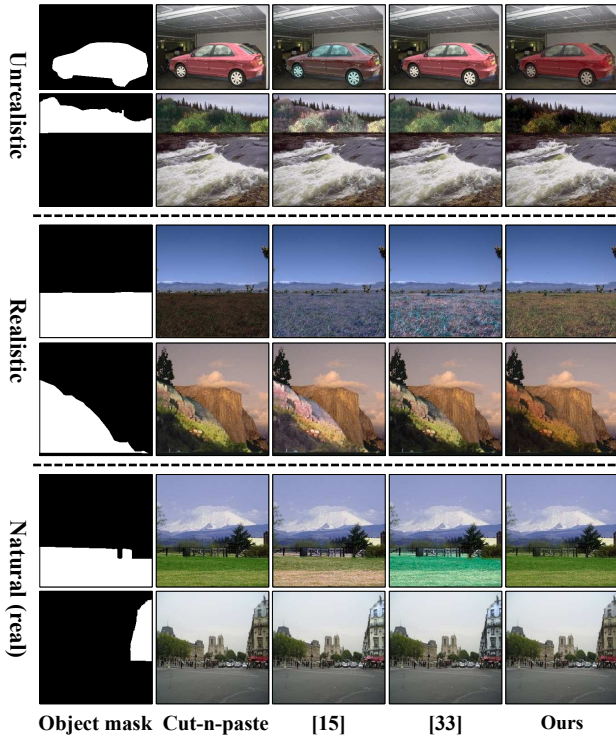 Unrealistic
Realistic
Natural (real)
Object mask Cut-n-paste [15] [33] Ours